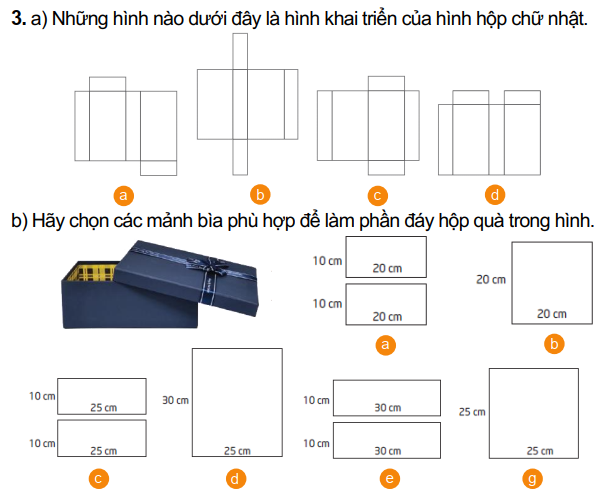 3. a) Những hình nào dưới đây là hình khai triển của hình hộp chữ nhật.
a
b
c
d
b) Hãy chọn các mảnh bìa phù hợp để làm phần đáy hộp quà trong hình.
10 cm
20 cm
10 cm
20 cm
a
20 cm
20 cm
b
10 cm
25 cm
10 cm
25 cm
c
30 cm
25 cm
d
10 cm
30 cm
10 cm
30 cm
e
25 cm
25 cm
g